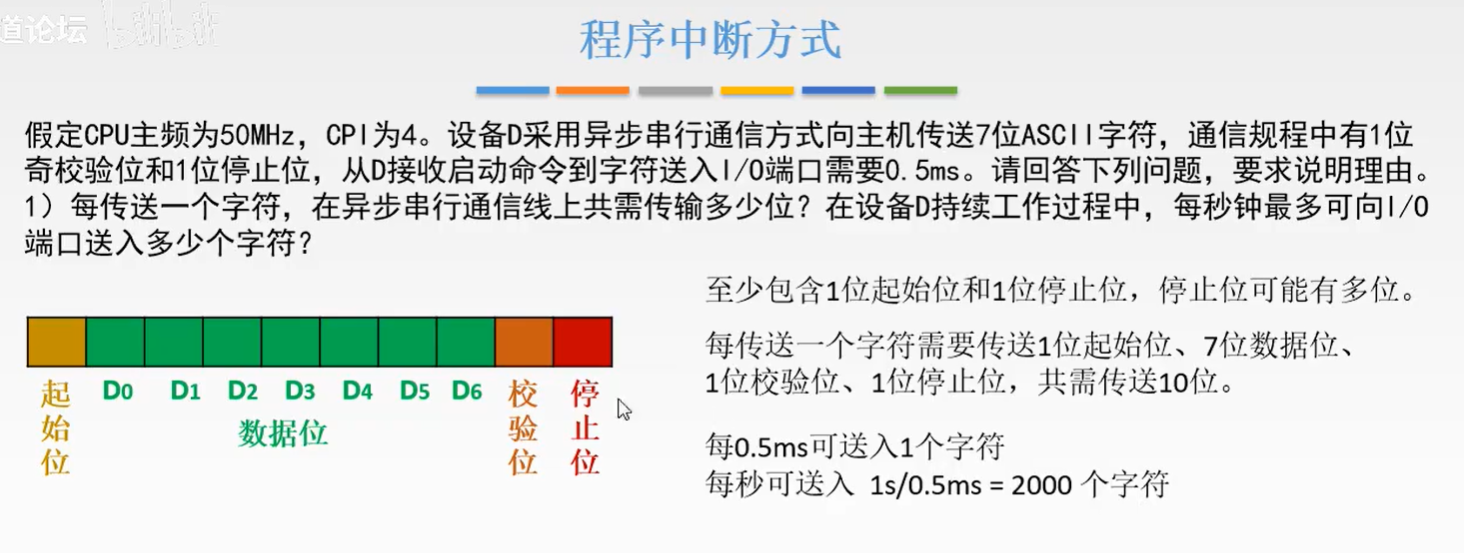 道论坛
程序中断方式
假定CPU主频为50MHz，CPI为4。设备D采用异步串行通信方式向主机传送7位ASCII字符，通信规程中有1位
奇校验位和1位停止位，从D接收启动命令到字符送入I/O端口需要0.5ms。请回答下列问题，要求说明理由。
1）每传送一个字符，在异步串行通信线上共需传输多少位？在设备D持续工作过程中，每秒钟最多可向I/O
端口送入多少个字符？
至少包含1位起始位和1位停止位，停止位可能有多位。
每传送一个字符需要传送1位起始位、7位数据位、
1位校验位、1位停止位，共需传送10位。
起始位 D0 D1 D2 D3 D4 D5 D6 校验位 停止位
数据位
每0.5ms可送入1个字符
每秒可送入 1s/0.5ms = 2000 个字符